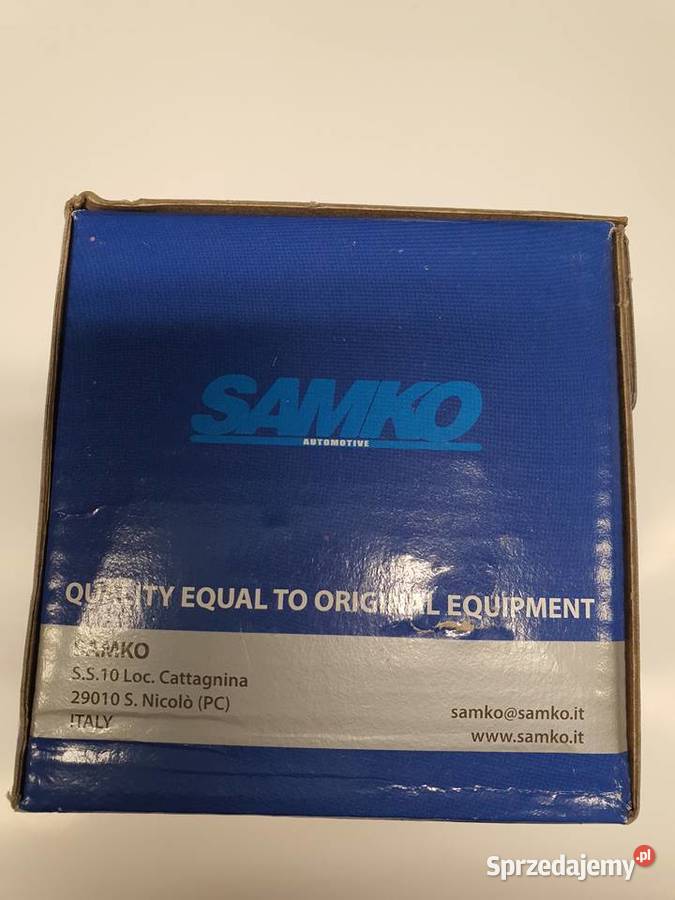 SAMKO
AUTOMOTIVE
QUALITY EQUAL TO ORIGINAL EQUIPMENT
SAMKO
S.S.10 Loc. Cattagnina
29010 S. Nicolò (PC)
ITALY
samko@samko.it
www.samko.it
Sprzedajemy.pl